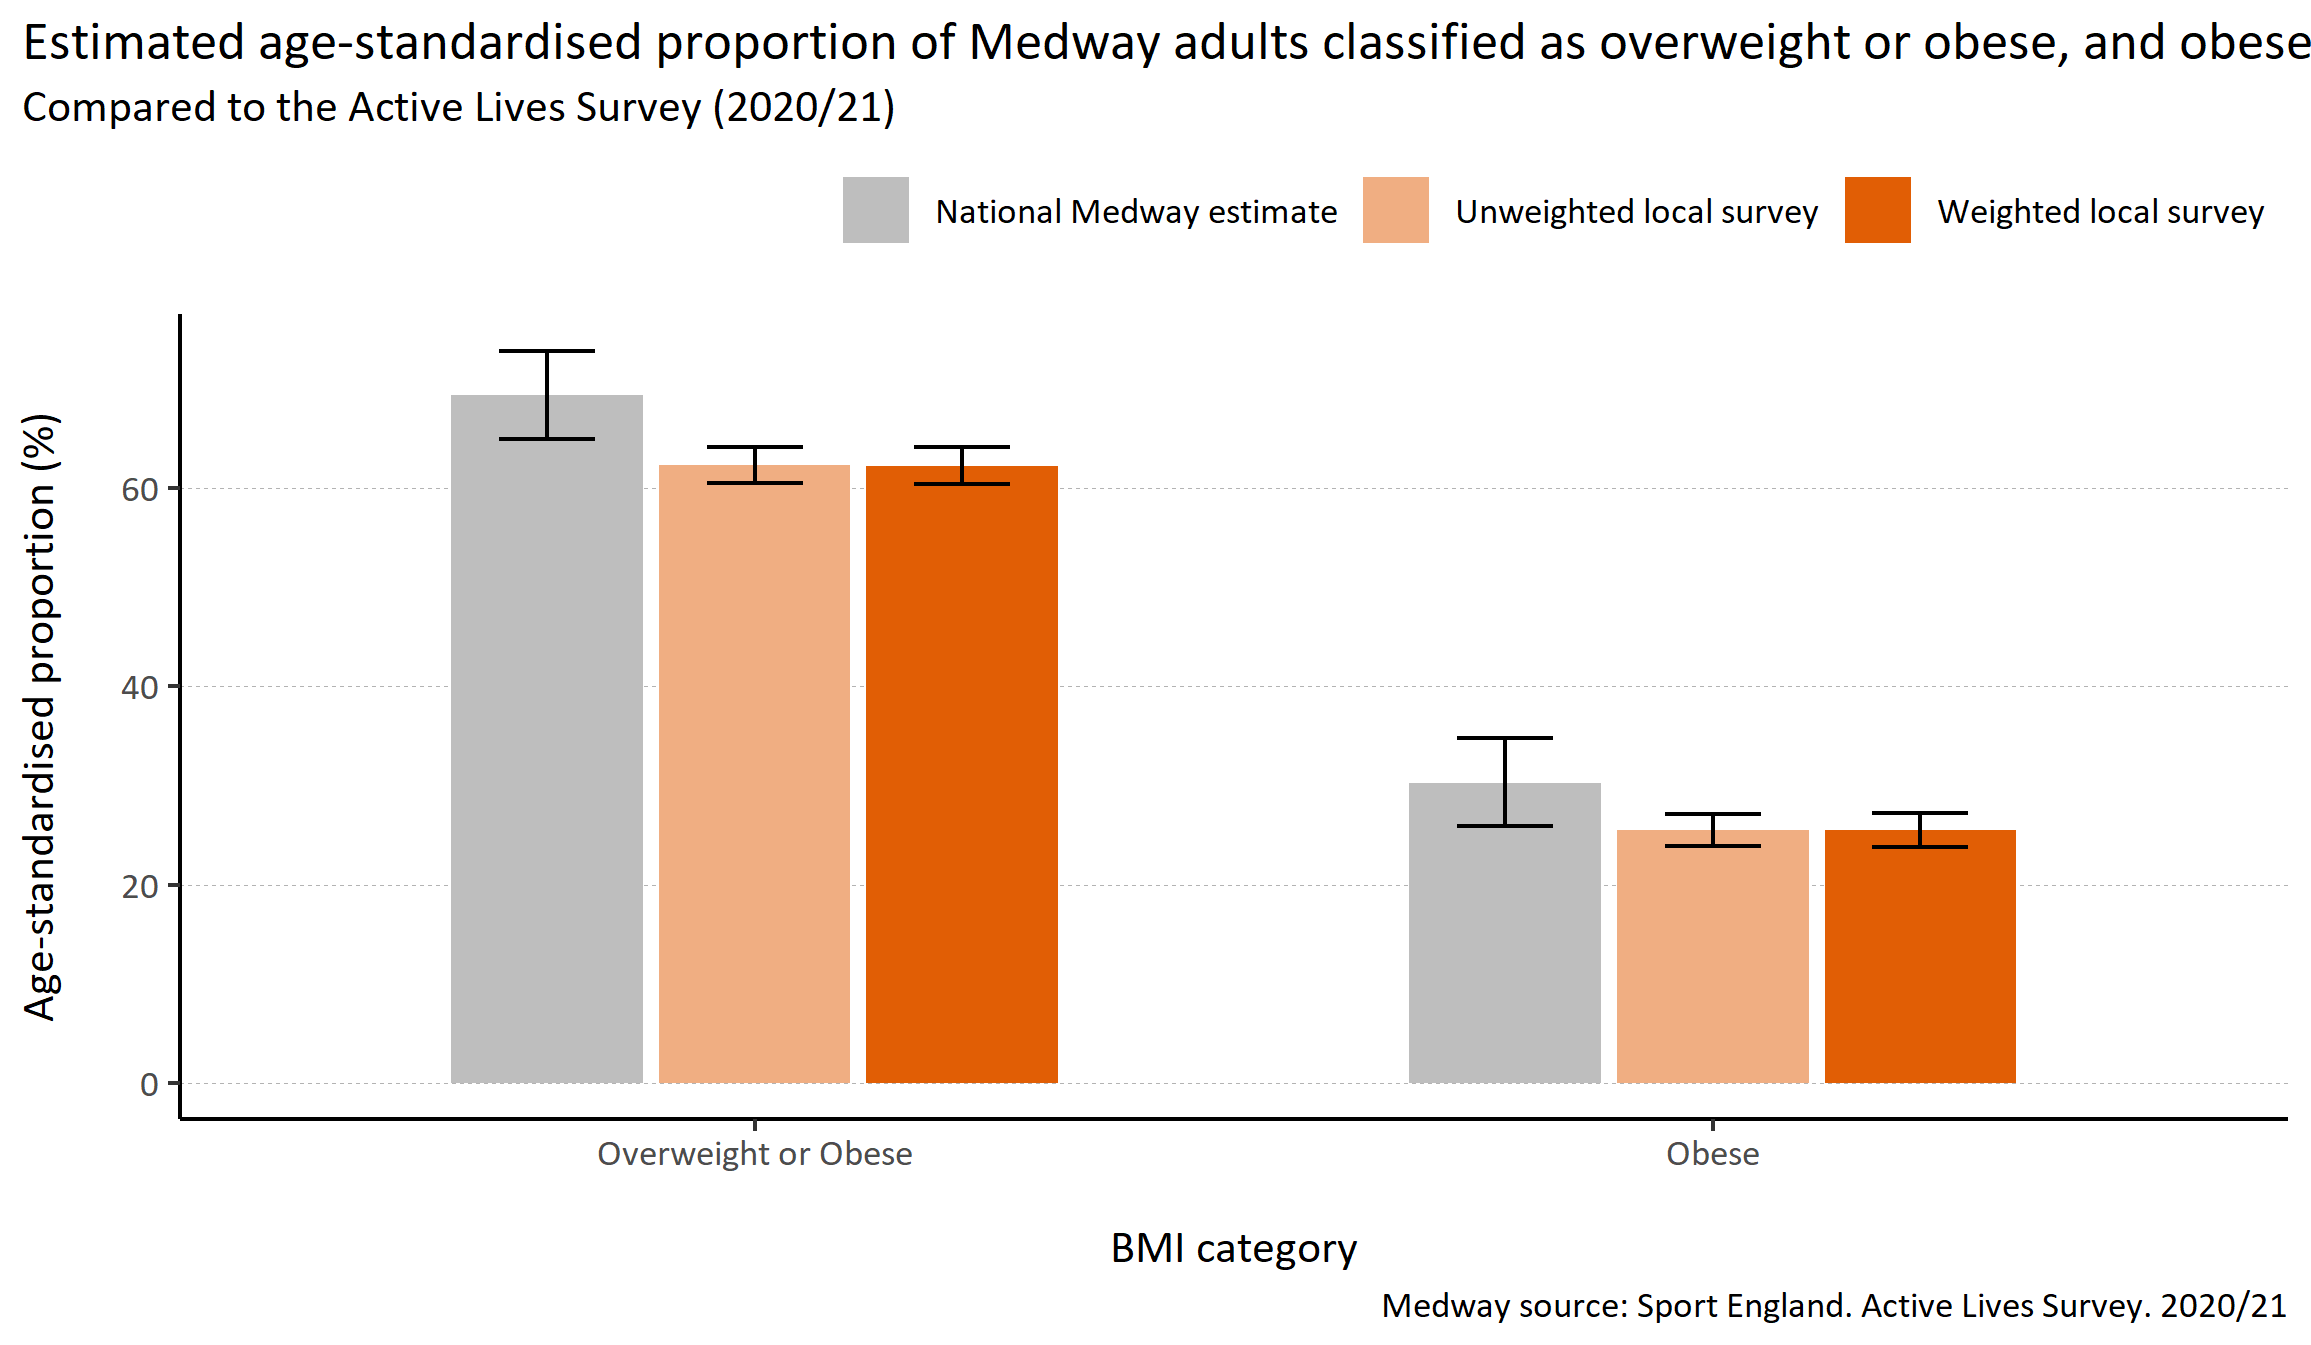 Estimated age-standardised proportion of Medway adults classified as overweight or obese, and obese
Compared to the Active Lives Survey (2020/21)
National Medway estimate
Unweighted local survey
Weighted local survey
Age-standardised proportion (%)
60
40
20
0
Overweight or Obese
Obese
BMI category
Medway source: Sport England. Active Lives Survey. 2020/21